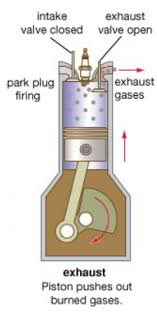 intake
valve closed
exhaust
valve open
park plug
firing
exhaust
gases
exhaust
Piston pushes out
burned gases.